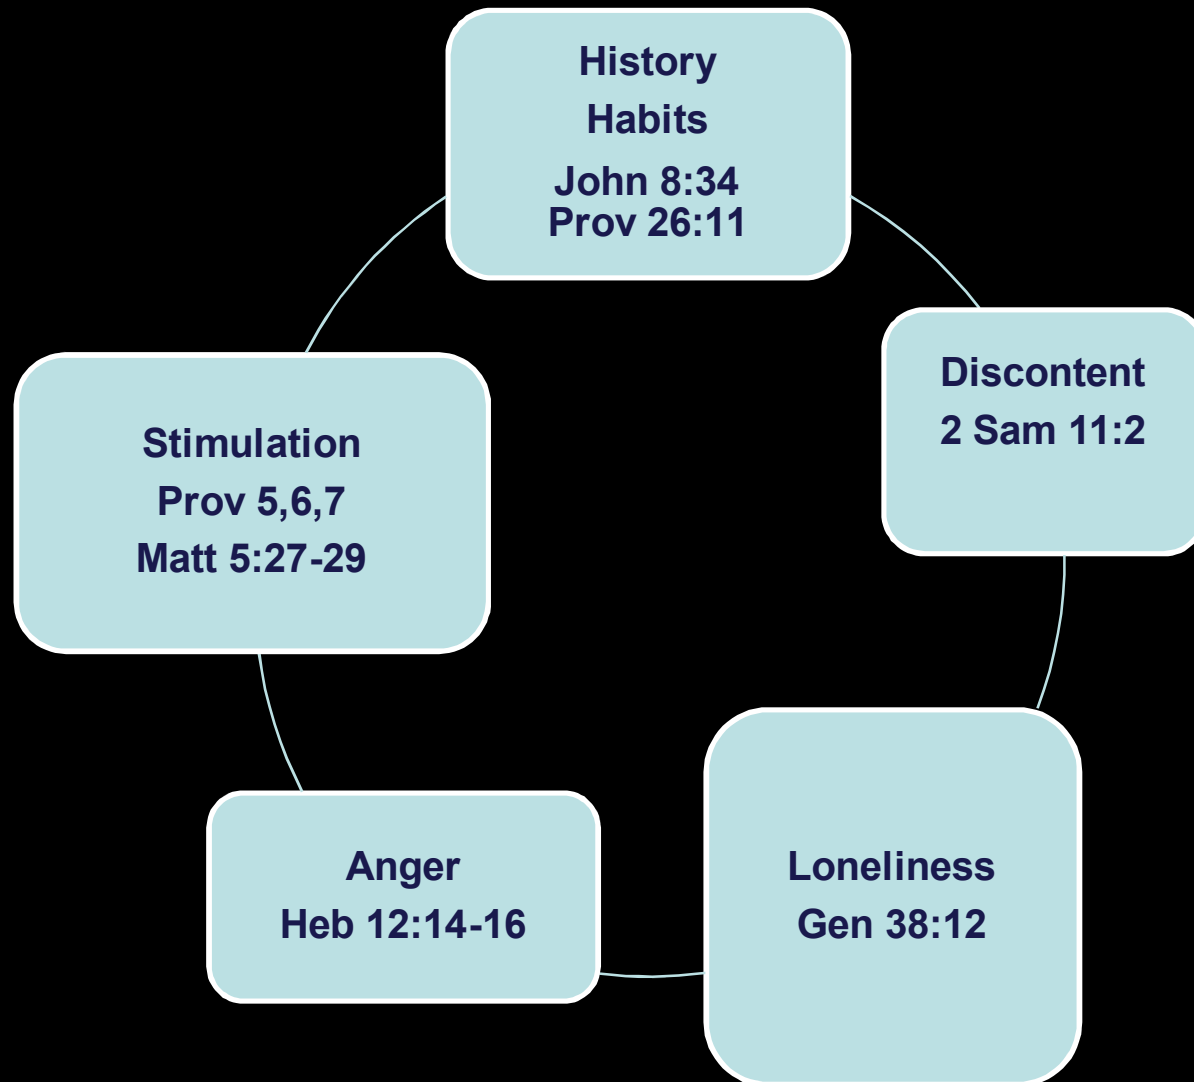 History
Habits
John 8:34
Prov 26:11
Discontent
2 Sam 11:2
Loneliness
Gen 38:12
Anger
Heb 12:14-16
Stimulation
Prov 5,6,7
Matt 5:27-29